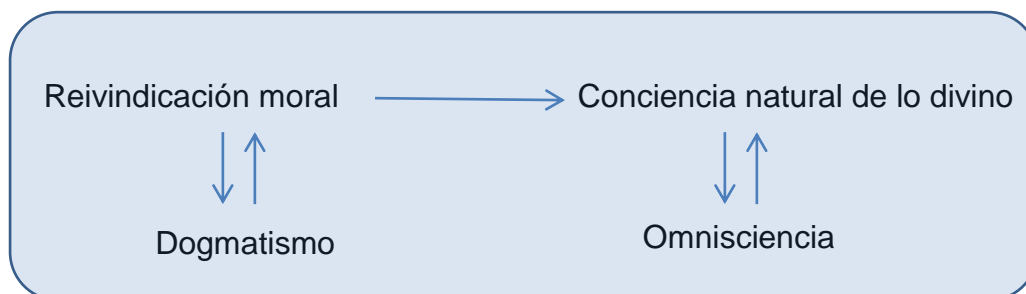 Reivindicación moral
Conciencia natural de lo divino
Dogmatismo
Omnisciencia